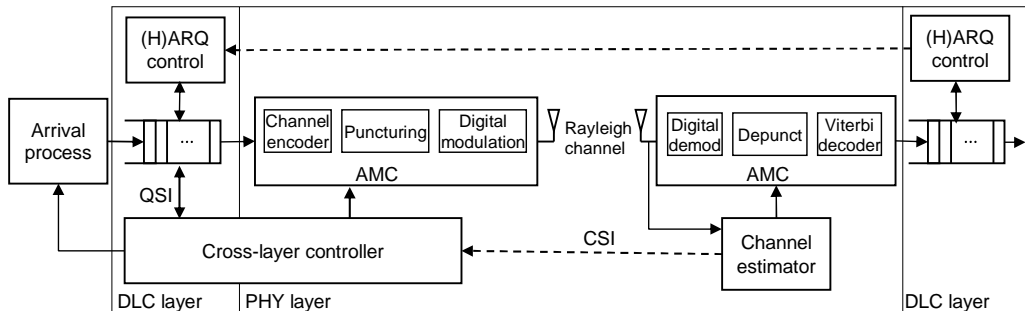 (H)ARQ
control
(H)ARQ
control
Arrival
process
...
Channel
encoder
Puncturing
Digital
modulation
AMC
Rayleigh
channel
Digital
demod
Depunct
Viterbi
decoder
AMC
...
QSI
Cross-layer controller
CSI
Channel
estimator
DLC layer
PHY layer
DLC layer